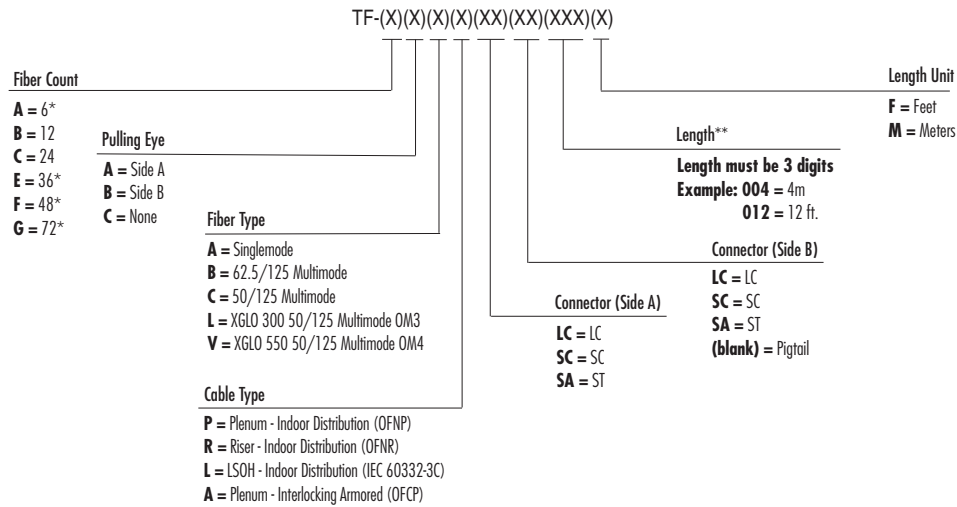 TF-(X)(X)(X)(X)(XX)(XX)(XXX)(X)
Fiber Count
A = 6*
B = 12
C = 24
E = 36*
F = 48*
G = 72*
Pulling Eye
A = Side A
B = Side B
C = None
Fiber Type
A = Singlemode
B = 62.5/125 Multimode
C = 50/125 Multimode
L = XGLO 300 50/125 Multimode OM3
V = XGLO 550 50/125 Multimode OM4
Cable Type
P = Plenum - Indoor Distribution (OFNP)
R = Riser - Indoor Distribution (OFNR)
L = LSOH - Indoor Distribution (IEC 60332-3C)
A = Plenum - Interlocking Armored (OFCP)
Connector (Side A)
LC = LC
SC = SC
SA = ST
Connector (Side B)
LC = LC
SC = SC
SA = ST
(blank) = Pigtail
Length**
Length must be 3 digits
Example: 004 = 4m
012 = 12 ft.
Length Unit
F = Feet
M = Meters